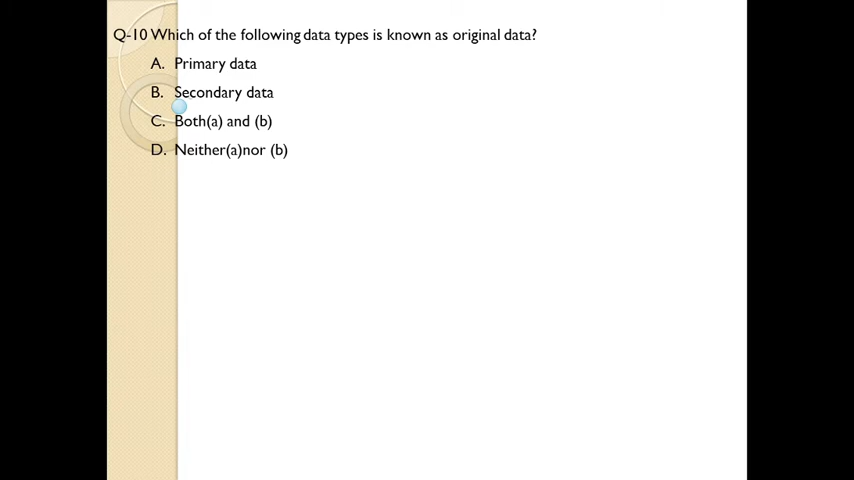 Q-10 Which of the following data types is known as original data?
A. Primary data
B. Secondary data
C. Both(a) and (b)
D. Neither(a)nor (b)